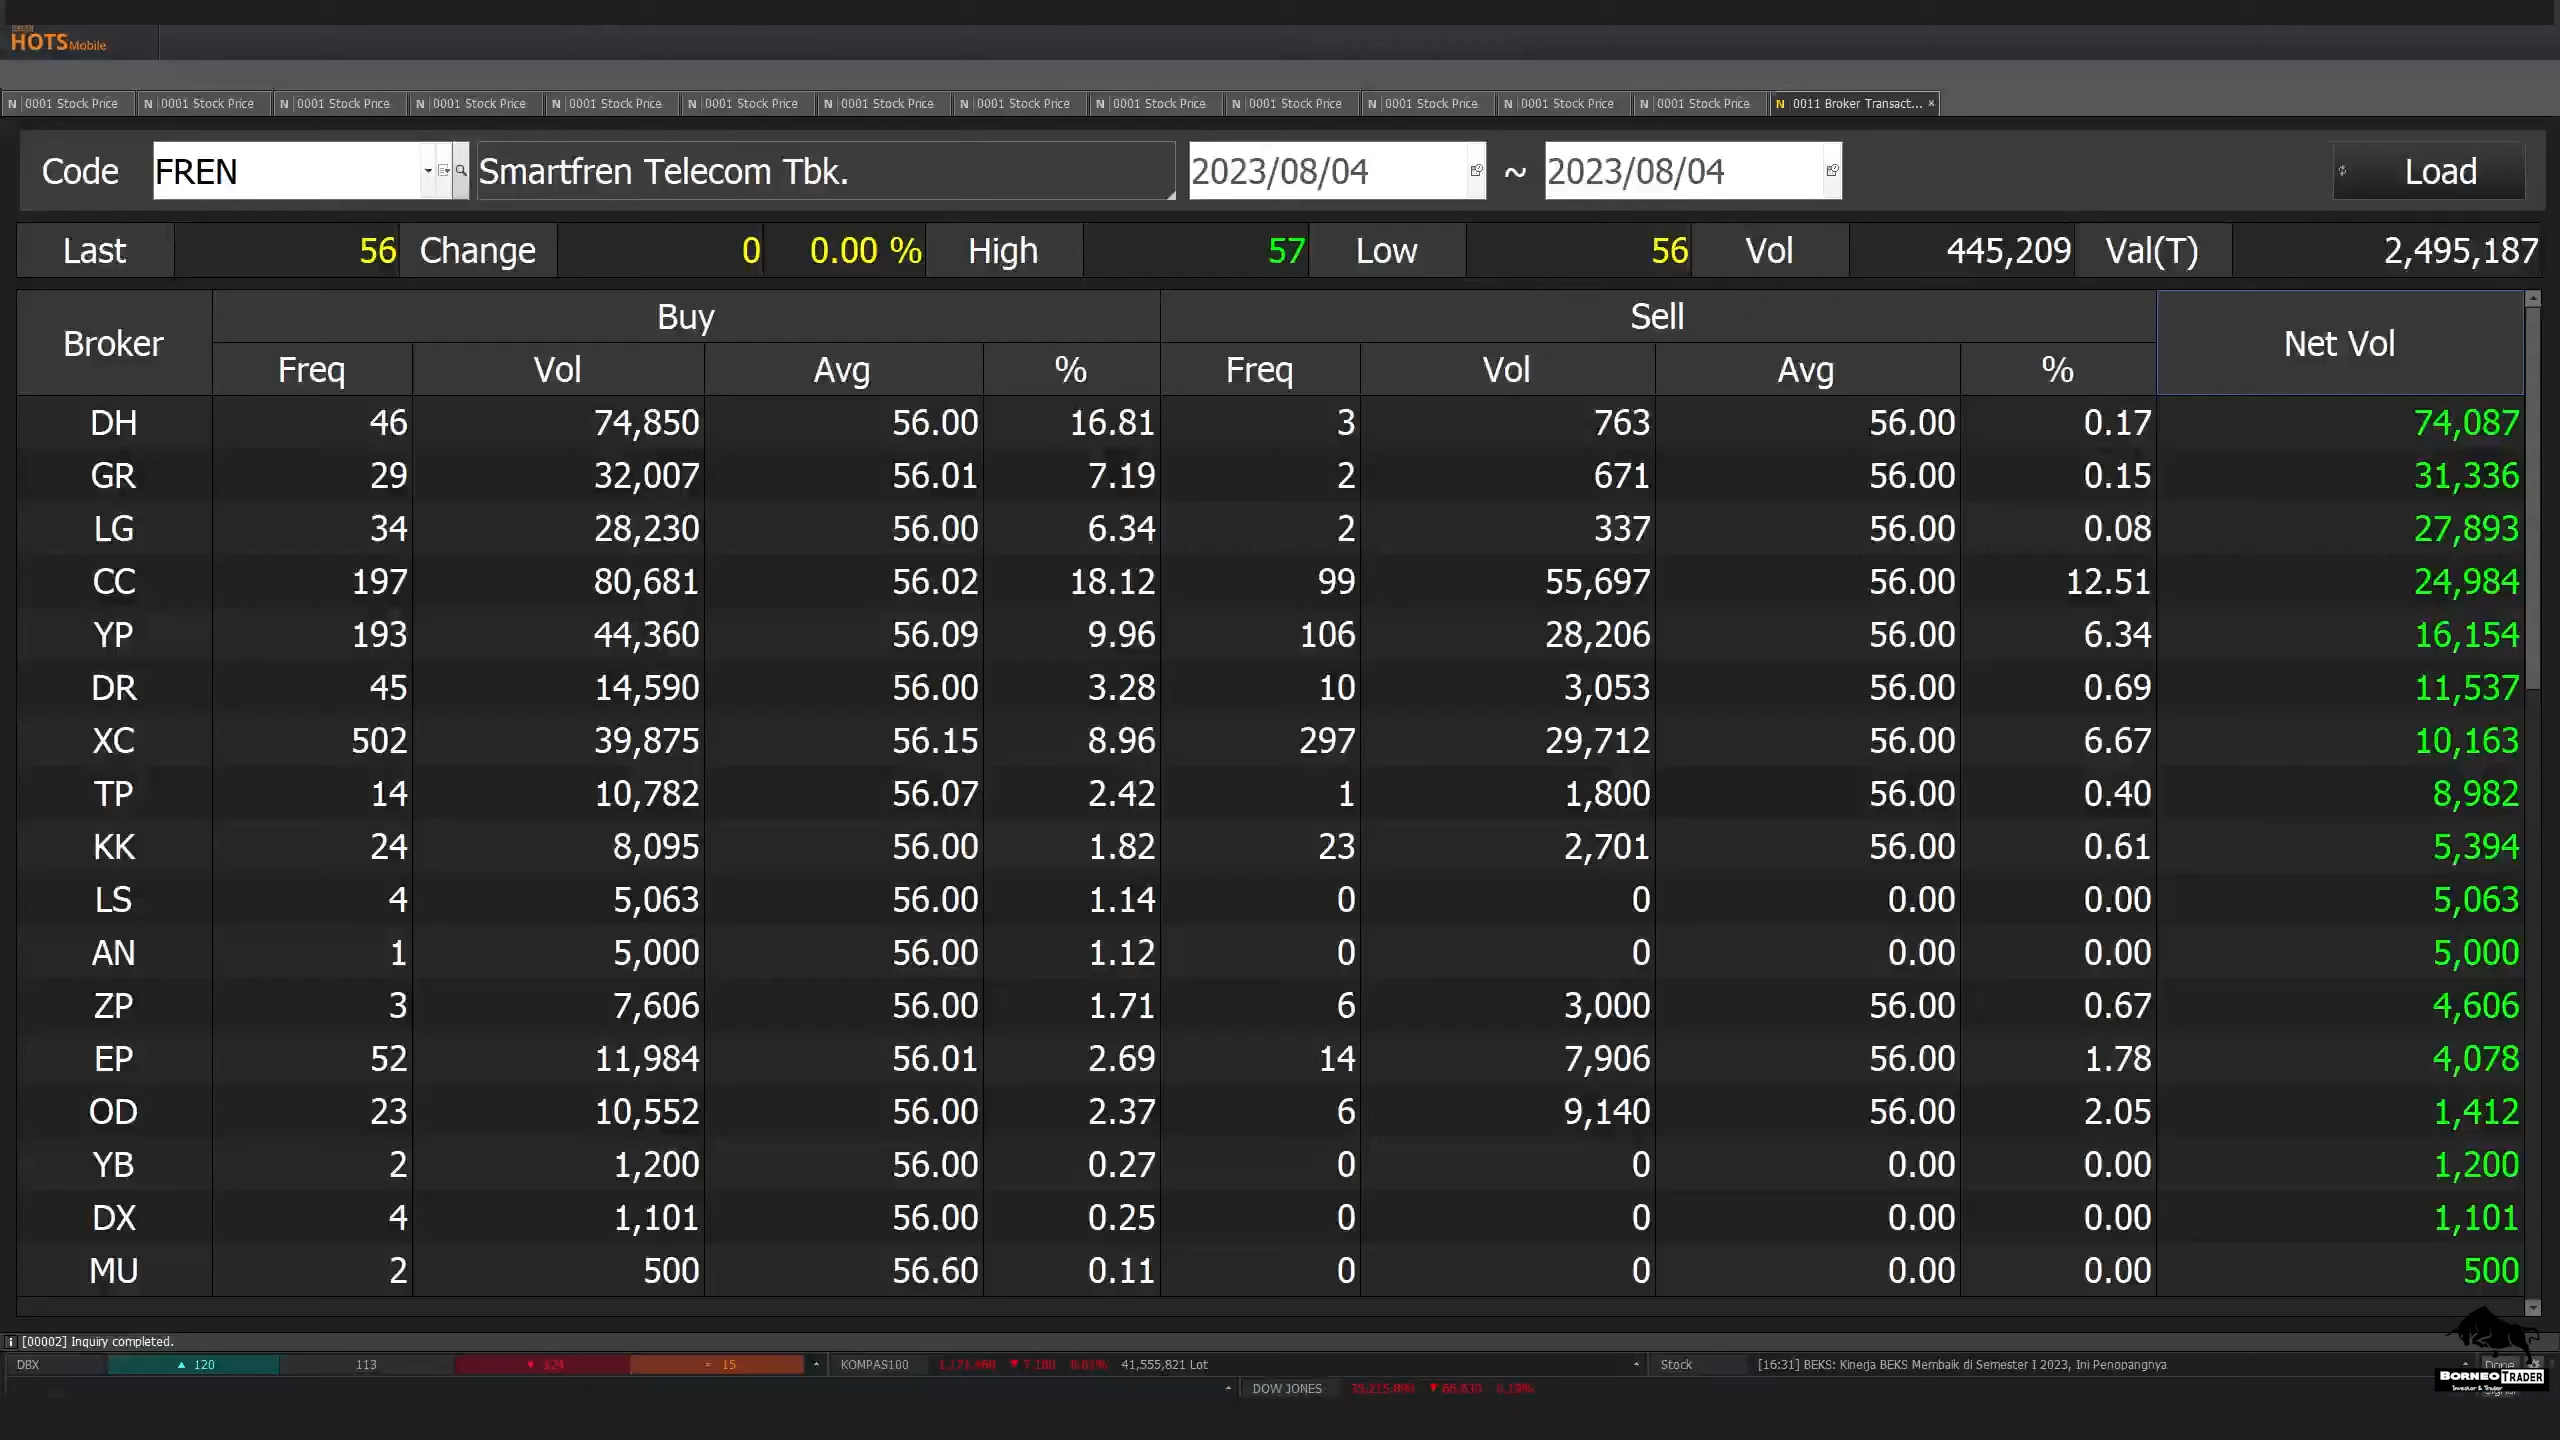 HOTS Mobile
N 0001 Stock Price N 0001 Stock Price N 0001 Stock Price N 0001 Stock Price N 0001 Stock Price N 0001 Stock Price N 0001 Stock Price N 0001 Stock Price N 0001 Stock Price N 0001 Stock Price N 0001 Stock Price N 0001 Stock Price N 0001 Stock Price N 0011 Broker Transact... ×
Code FREN Smartfren Telecom Tbk. 2023/08/04 ~ 2023/08/04 Load
Last 56 Change 0 0.00 % High 57 Low 56 Vol 445,209 Val(T) 2,495,187
Broker Buy Sell Net Vol
Freq Vol Avg % Freq Vol Avg %
DH 46 74,850 56.00 16.81 3 763 56.00 0.17 74,087
GR 29 32,007 56.01 7.19 2 671 56.00 0.15 31,336
LG 34 28,230 56.00 6.34 2 337 56.00 0.08 27,893
CC 197 80,681 56.02 18.12 99 55,697 56.00 12.51 24,984
YP 193 44,360 56.09 9.96 106 28,206 56.00 6.34 16,154
DR 45 14,590 56.00 3.28 10 3,053 56.00 0.69 11,537
XC 502 39,875 56.15 8.96 297 29,712 56.00 6.67 10,163
TP 14 10,782 56.07 2.42 1 1,800 56.00 0.40 8,982
KK 24 8,095 56.00 1.82 23 2,701 56.00 0.61 5,394
LS 4 5,063 56.00 1.14 0 0 0.00 0.00 5,063
AN 1 5,000 56.00 1.12 0 0 0.00 0.00 5,000
ZP 3 7,606 56.00 1.71 6 3,000 56.00 0.67 4,606
EP 52 11,984 56.01 2.69 14 7,906 56.00 1.78 4,078
OD 23 10,552 56.00 2.37 6 9,140 56.00 2.05 1,412
YB 2 1,200 56.00 0.27 0 0 0.00 0.00 1,200
DX 4 1,101 56.00 0.25 0 0 0.00 0.00 1,101
MU 2 500 56.60 0.11 0 0 0.00 0.00 500
[00002] Inquiry completed.
DBX ▲ 120 113 ▼ 124 15 KOMPAS100 ▼ 7.180 0.61% 41,555,821 Lot Stock [16:31] BEKS: Kinerja BEKS Membaik di Semester I 2023, Ini Penopangnya Done
DOW JONES 35,215.890 ▼ 66.630 0.19%
BORNEO TRADER
Investor & Trader